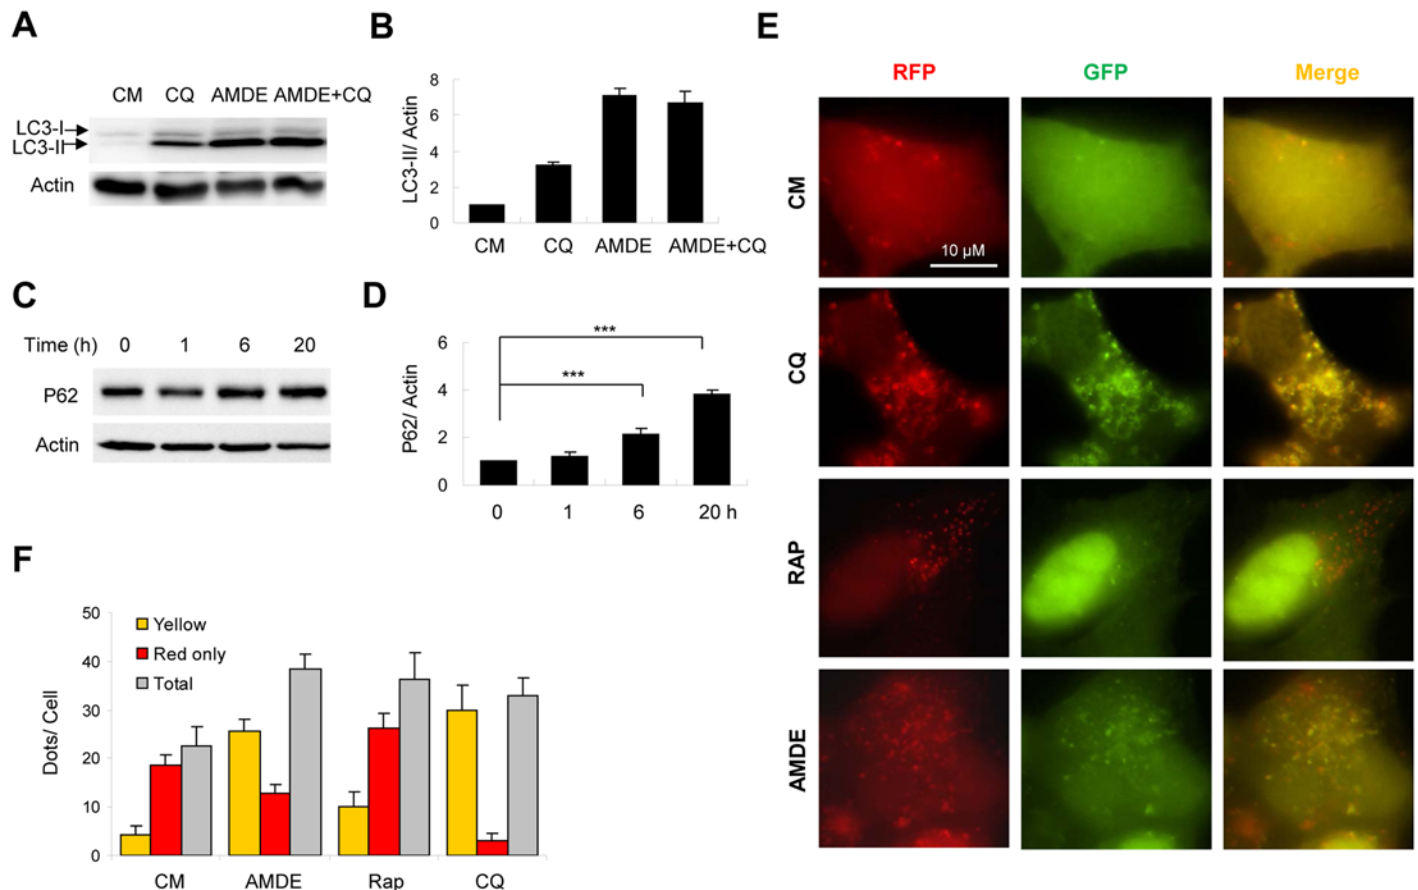 A
CM CQ AMDE AMDE+CQ
LC3-I
LC3-II
Actin
B
LC3-II/ Actin
8
6
4
2
0
CM CQ AMDE AMDE+CQ
C
Time (h) 0 1 6 20
P62
Actin
D
P62/ Actin
6
4
2
0
***
***
0 1 6 20 h
E
RFP GFP Merge
CM
10 µM
CQ
RAP
AMDE
F
Dots/ Cell
50
40
30
20
10
0
Yellow
Red only
Total
CM AMDE Rap CQ